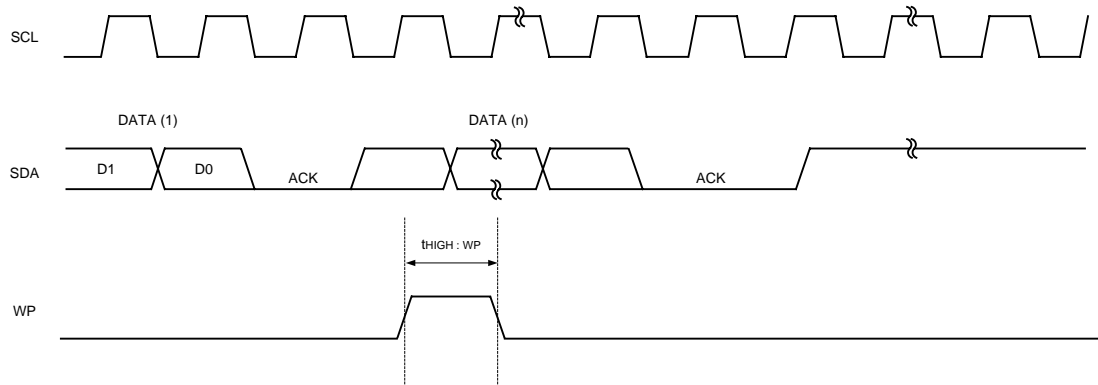 SCL
DATA (1)
DATA (n)
SDA
D1
D0
ACK
ACK
tHIGH : WP
WP